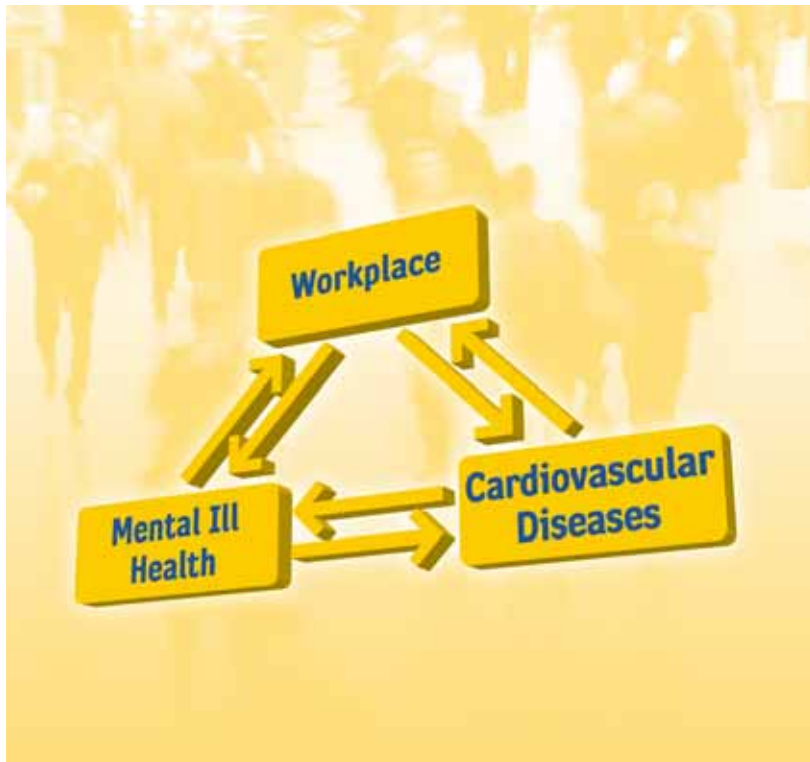 Workplace
Mental Ill
Health
Cardiovascular
Diseases